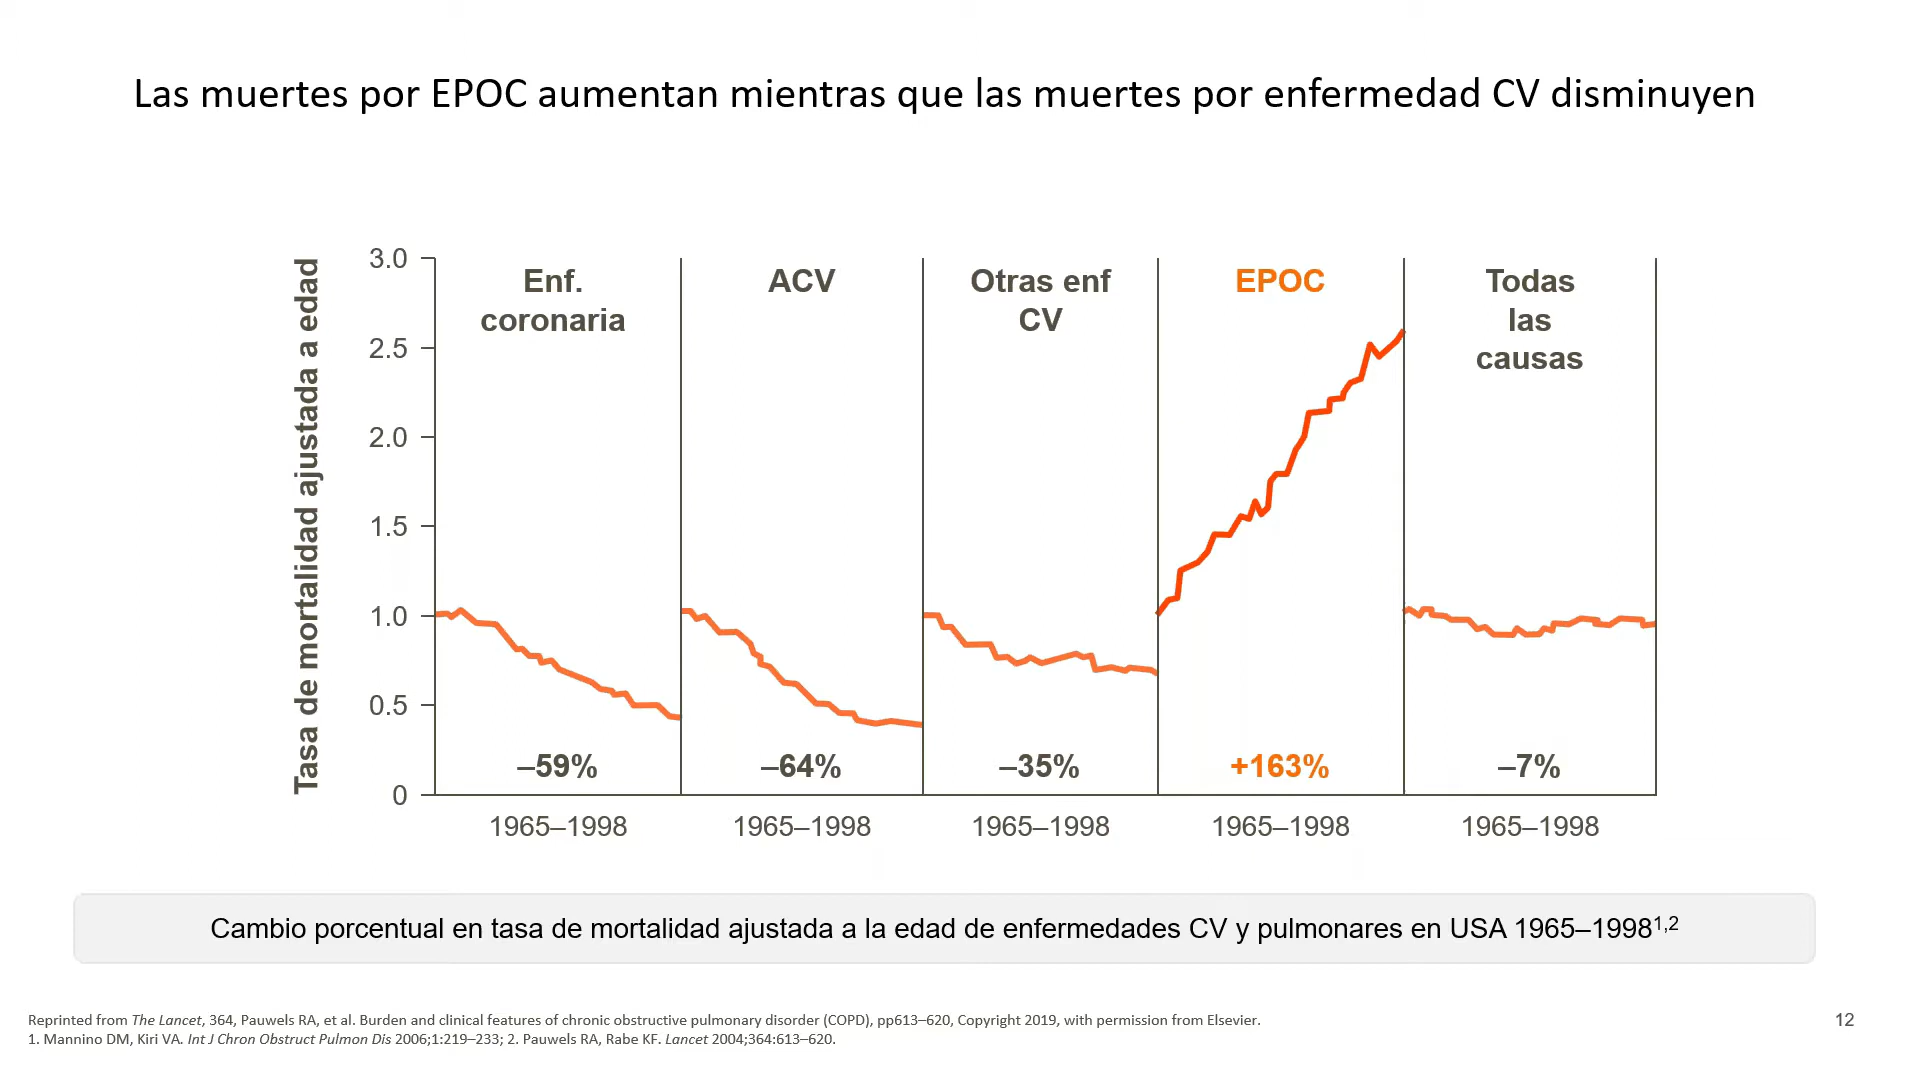 Las muertes por EPOC aumentan mientras que las muertes por enfermedad CV disminuyen
Tasa de mortalidad ajustada a edad
3.0
2.5
2.0
1.5
1.0
0.5
0
Enf.
coronaria
–59%
1965–1998
ACV
–64%
1965–1998
Otras enf
CV
–35%
1965–1998
EPOC
+163%
1965–1998
Todas
las
causas
–7%
1965–1998
Cambio porcentual en tasa de mortalidad ajustada a la edad de enfermedades CV y pulmonares en USA 1965–1998¹,²
Reprinted from The Lancet, 364, Pauwels RA, et al. Burden and clinical features of chronic obstructive pulmonary disorder (COPD), pp613–620, Copyright 2019, with permission from Elsevier.
1. Mannino DM, Kiri VA. Int J Chron Obstruct Pulmon Dis 2006;1:219–233; 2. Pauwels RA, Rabe KF. Lancet 2004;364:613–620.
12